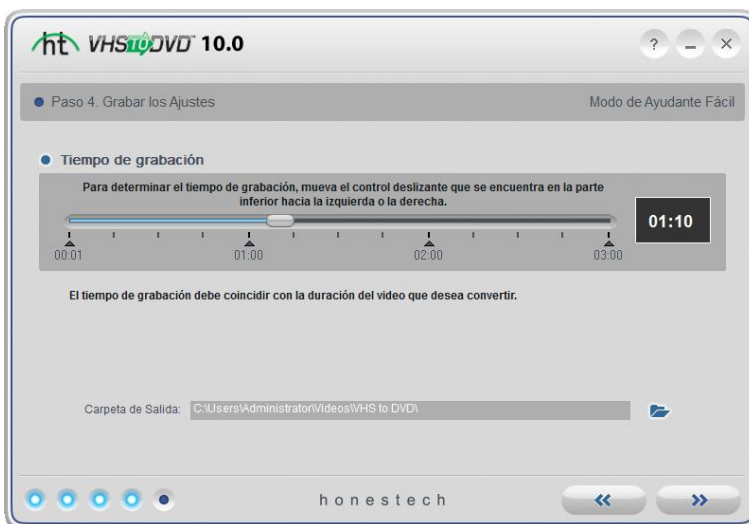 ht VHS TO DVD™ 10.0
?
Paso 4. Grabar los Ajustes
Modo de Ayudante Fácil
Tiempo de grabación
Para determinar el tiempo de grabación, mueva el control deslizante que se encuentra en la parte
inferior hacia la izquierda o la derecha.
01:10
00:01 01:00 02:00 03:00
El tiempo de grabación debe coincidir con la duración del video que desea convertir.
Carpeta de Salida: C:\Users\Administrator\Videos\VHS to DVD\
honestech